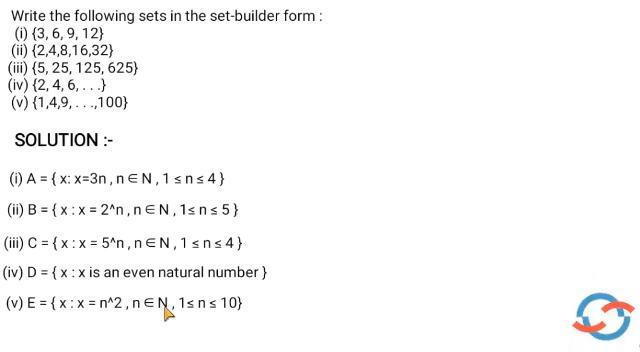 Write the following sets in the set-builder form :
(i) {3, 6, 9, 12}
(ii) {2,4,8,16,32}
(iii) {5, 25, 125, 625}
(iv) {2, 4, 6, . . .}
(v) {1,4,9, . . .,100}
SOLUTION :-
(i) A = { x: x=3n , n ∈ N , 1 ≤ n ≤ 4 }
(ii) B = { x : x = 2^n , n ∈ N , 1≤ n ≤ 5 }
(iii) C = { x : x = 5^n , n ∈ N , 1 ≤ n ≤ 4 }
(iv) D = { x : x is an even natural number }
(v) E = { x : x = n^2 , n ∈ N , 1≤ n ≤ 10}